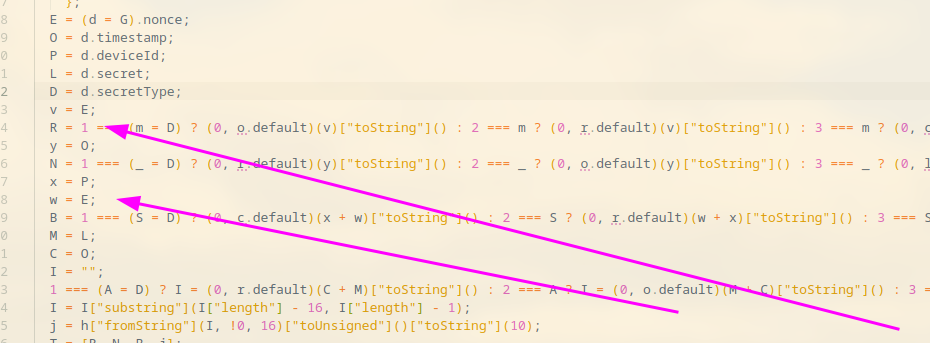 7 };
8 E = (d = G).nonce;
9 O = d.timestamp;
0 P = d.deviceId;
1 L = d.secret;
2 D = d.secretType;
3 v = E;
4 R = 1 === (m = D) ? (0, o.default)(v)["toString"]() : 2 === m ? (0, r.default)(v)["toString"]() : 3 === m ? (0, c
5 y = O;
6 N = 1 === (_ = D) ? (0, r.default)(y)["toString"]() : 2 === _ ? (0, o.default)(y)["toString"]() : 3 === _ ? (0, l
7 x = P;
8 w = E;
9 B = 1 === (S = D) ? (0, c.default)(x + w)["toString"]() : 2 === S ? (0, r.default)(w + x)["toString"]() : 3 === S
0 M = L;
1 C = O;
2 I = "";
3 1 === (A = D) ? I = (0, r.default)(C + M)["toString"]() : 2 === A ? I = (0, o.default)(M + C)["toString"]() : 3 =
4 I = I["substring"](I["length"] - 16, I["length"] - 1);
5 j = h["fromString"](I, !0, 16)["toUnsigned"]()["toString"](10);